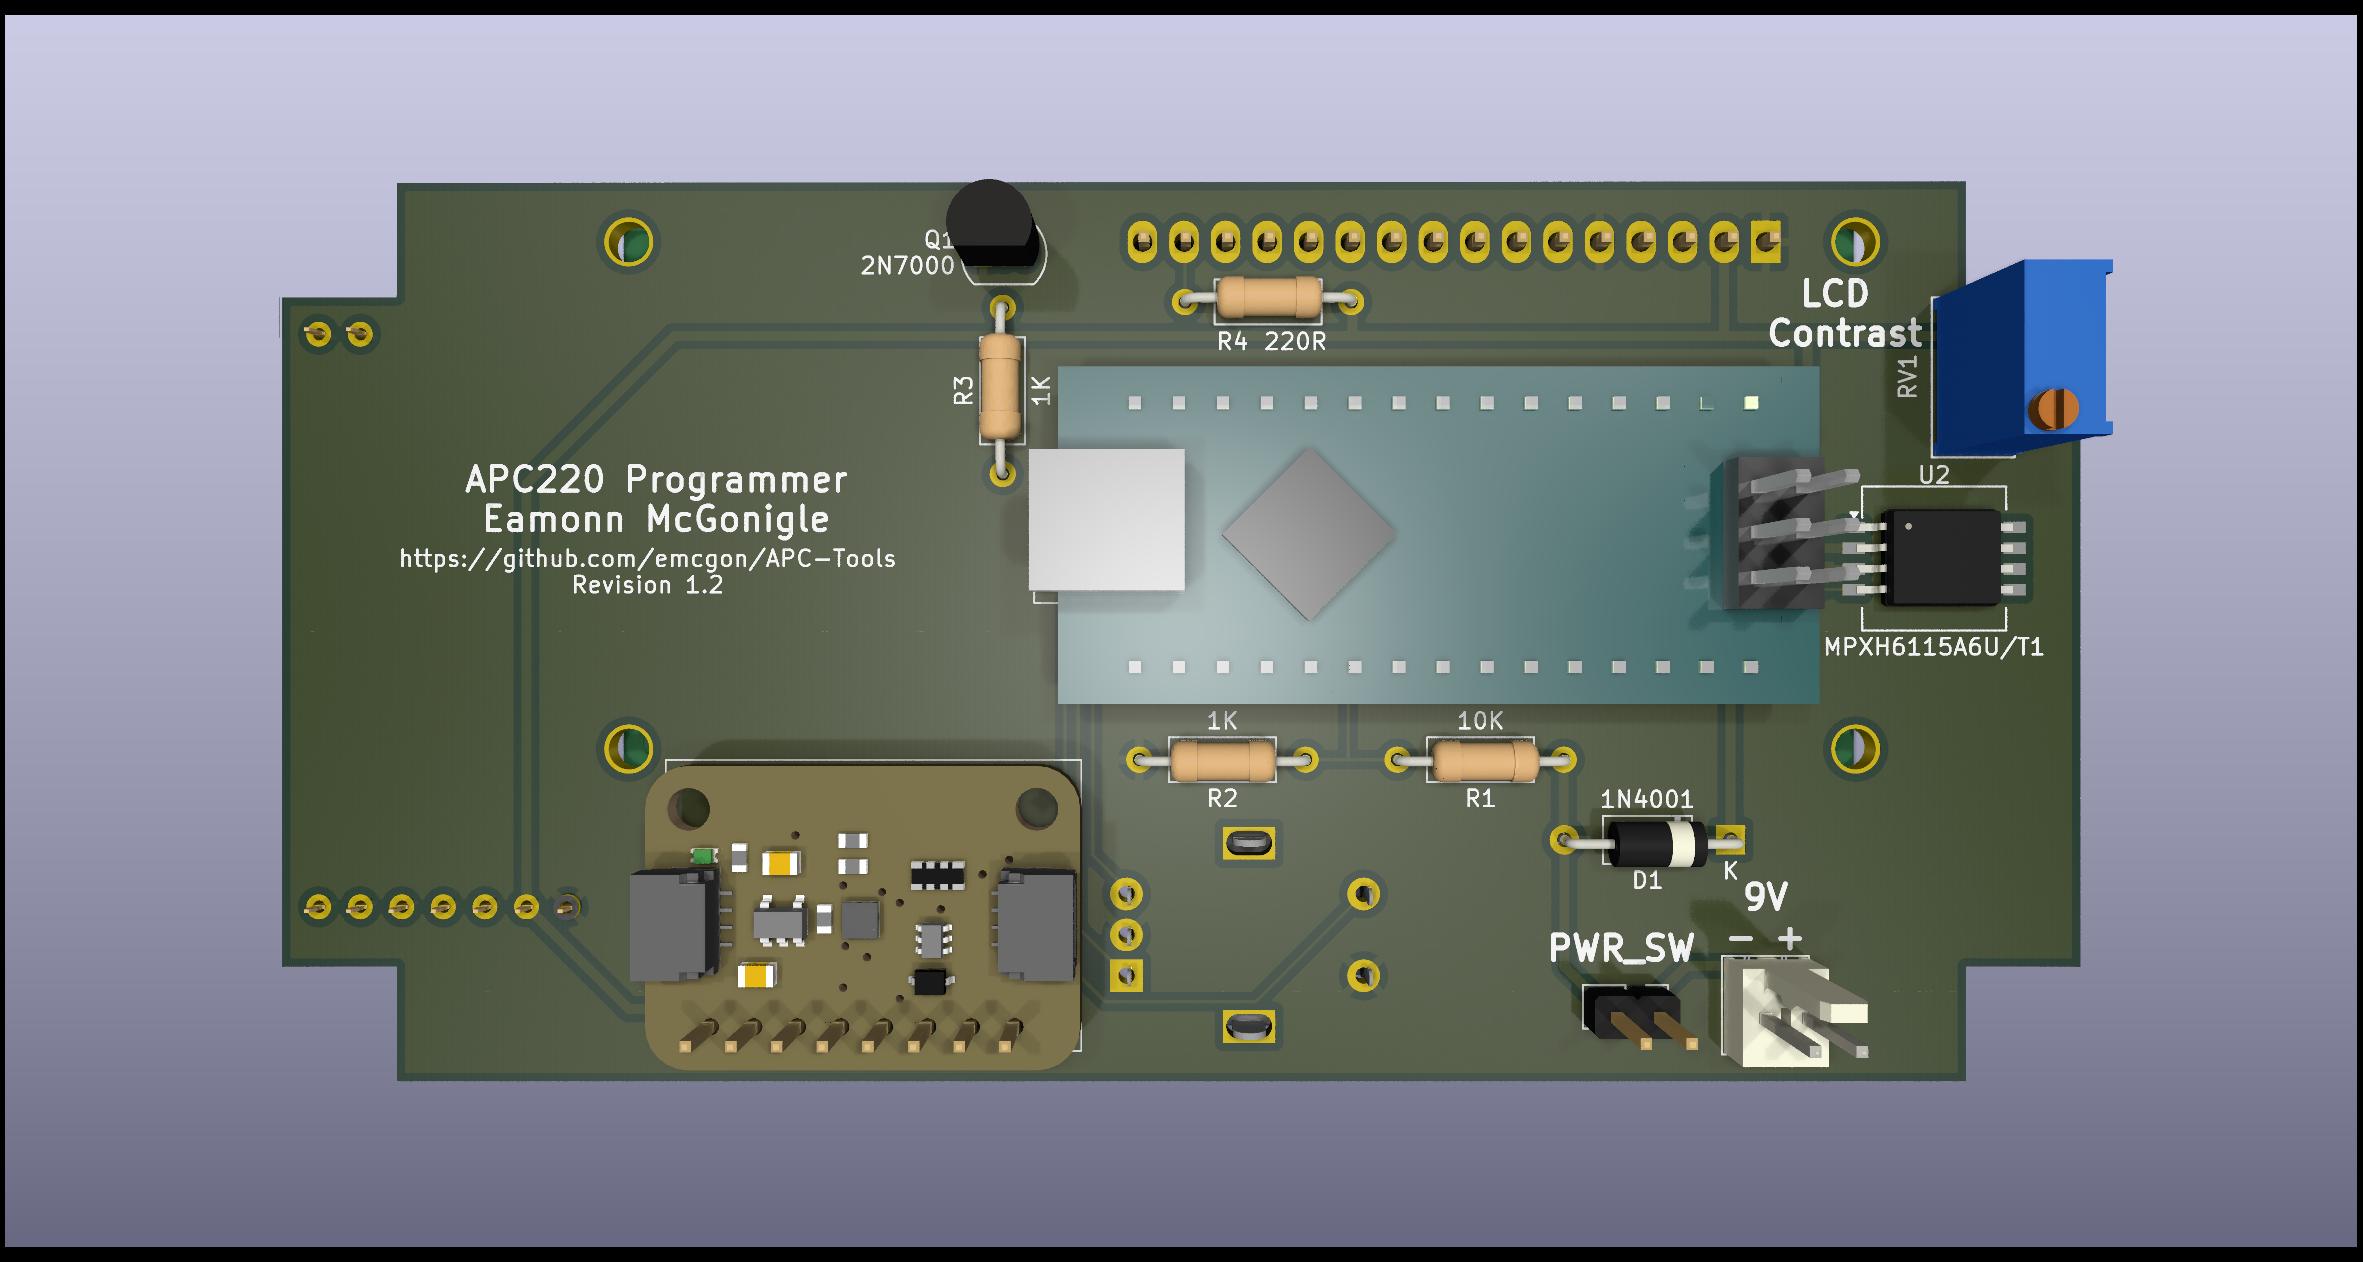 Q1
2N7000
LCD
Contrast
RV1
R4 220R
R3
1K
APC220 Programmer
Eamonn McGonigle
https://github.com/emcgon/APC-Tools
Revision 1.2
U2
MPXH6115A6U/T1
1K
R2
10K
R1
1N4001
D1
K
9V
- +
PWR_SW